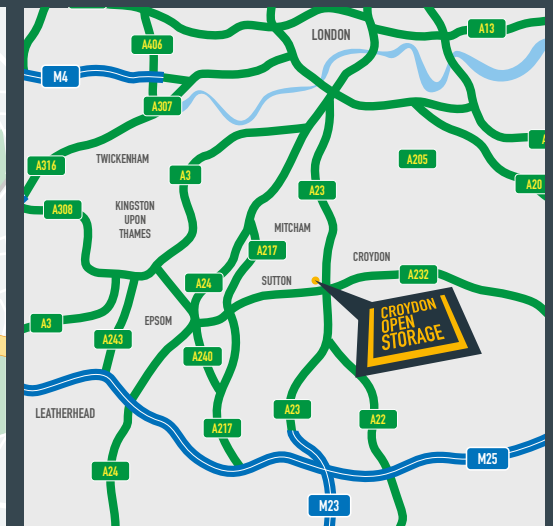 A406
LONDON
A13
M4
A307
TWICKENHAM
A205
A316
A3
A20
A308
KINGSTON
UPON
THAMES
A23
MITCHAM
A217
CROYDON
SUTTON
A232
A24
CROYDON
OPEN
STORAGE
A3
EPSOM
A243
A240
LEATHERHEAD
A23
A22
A217
M25
A24
M23